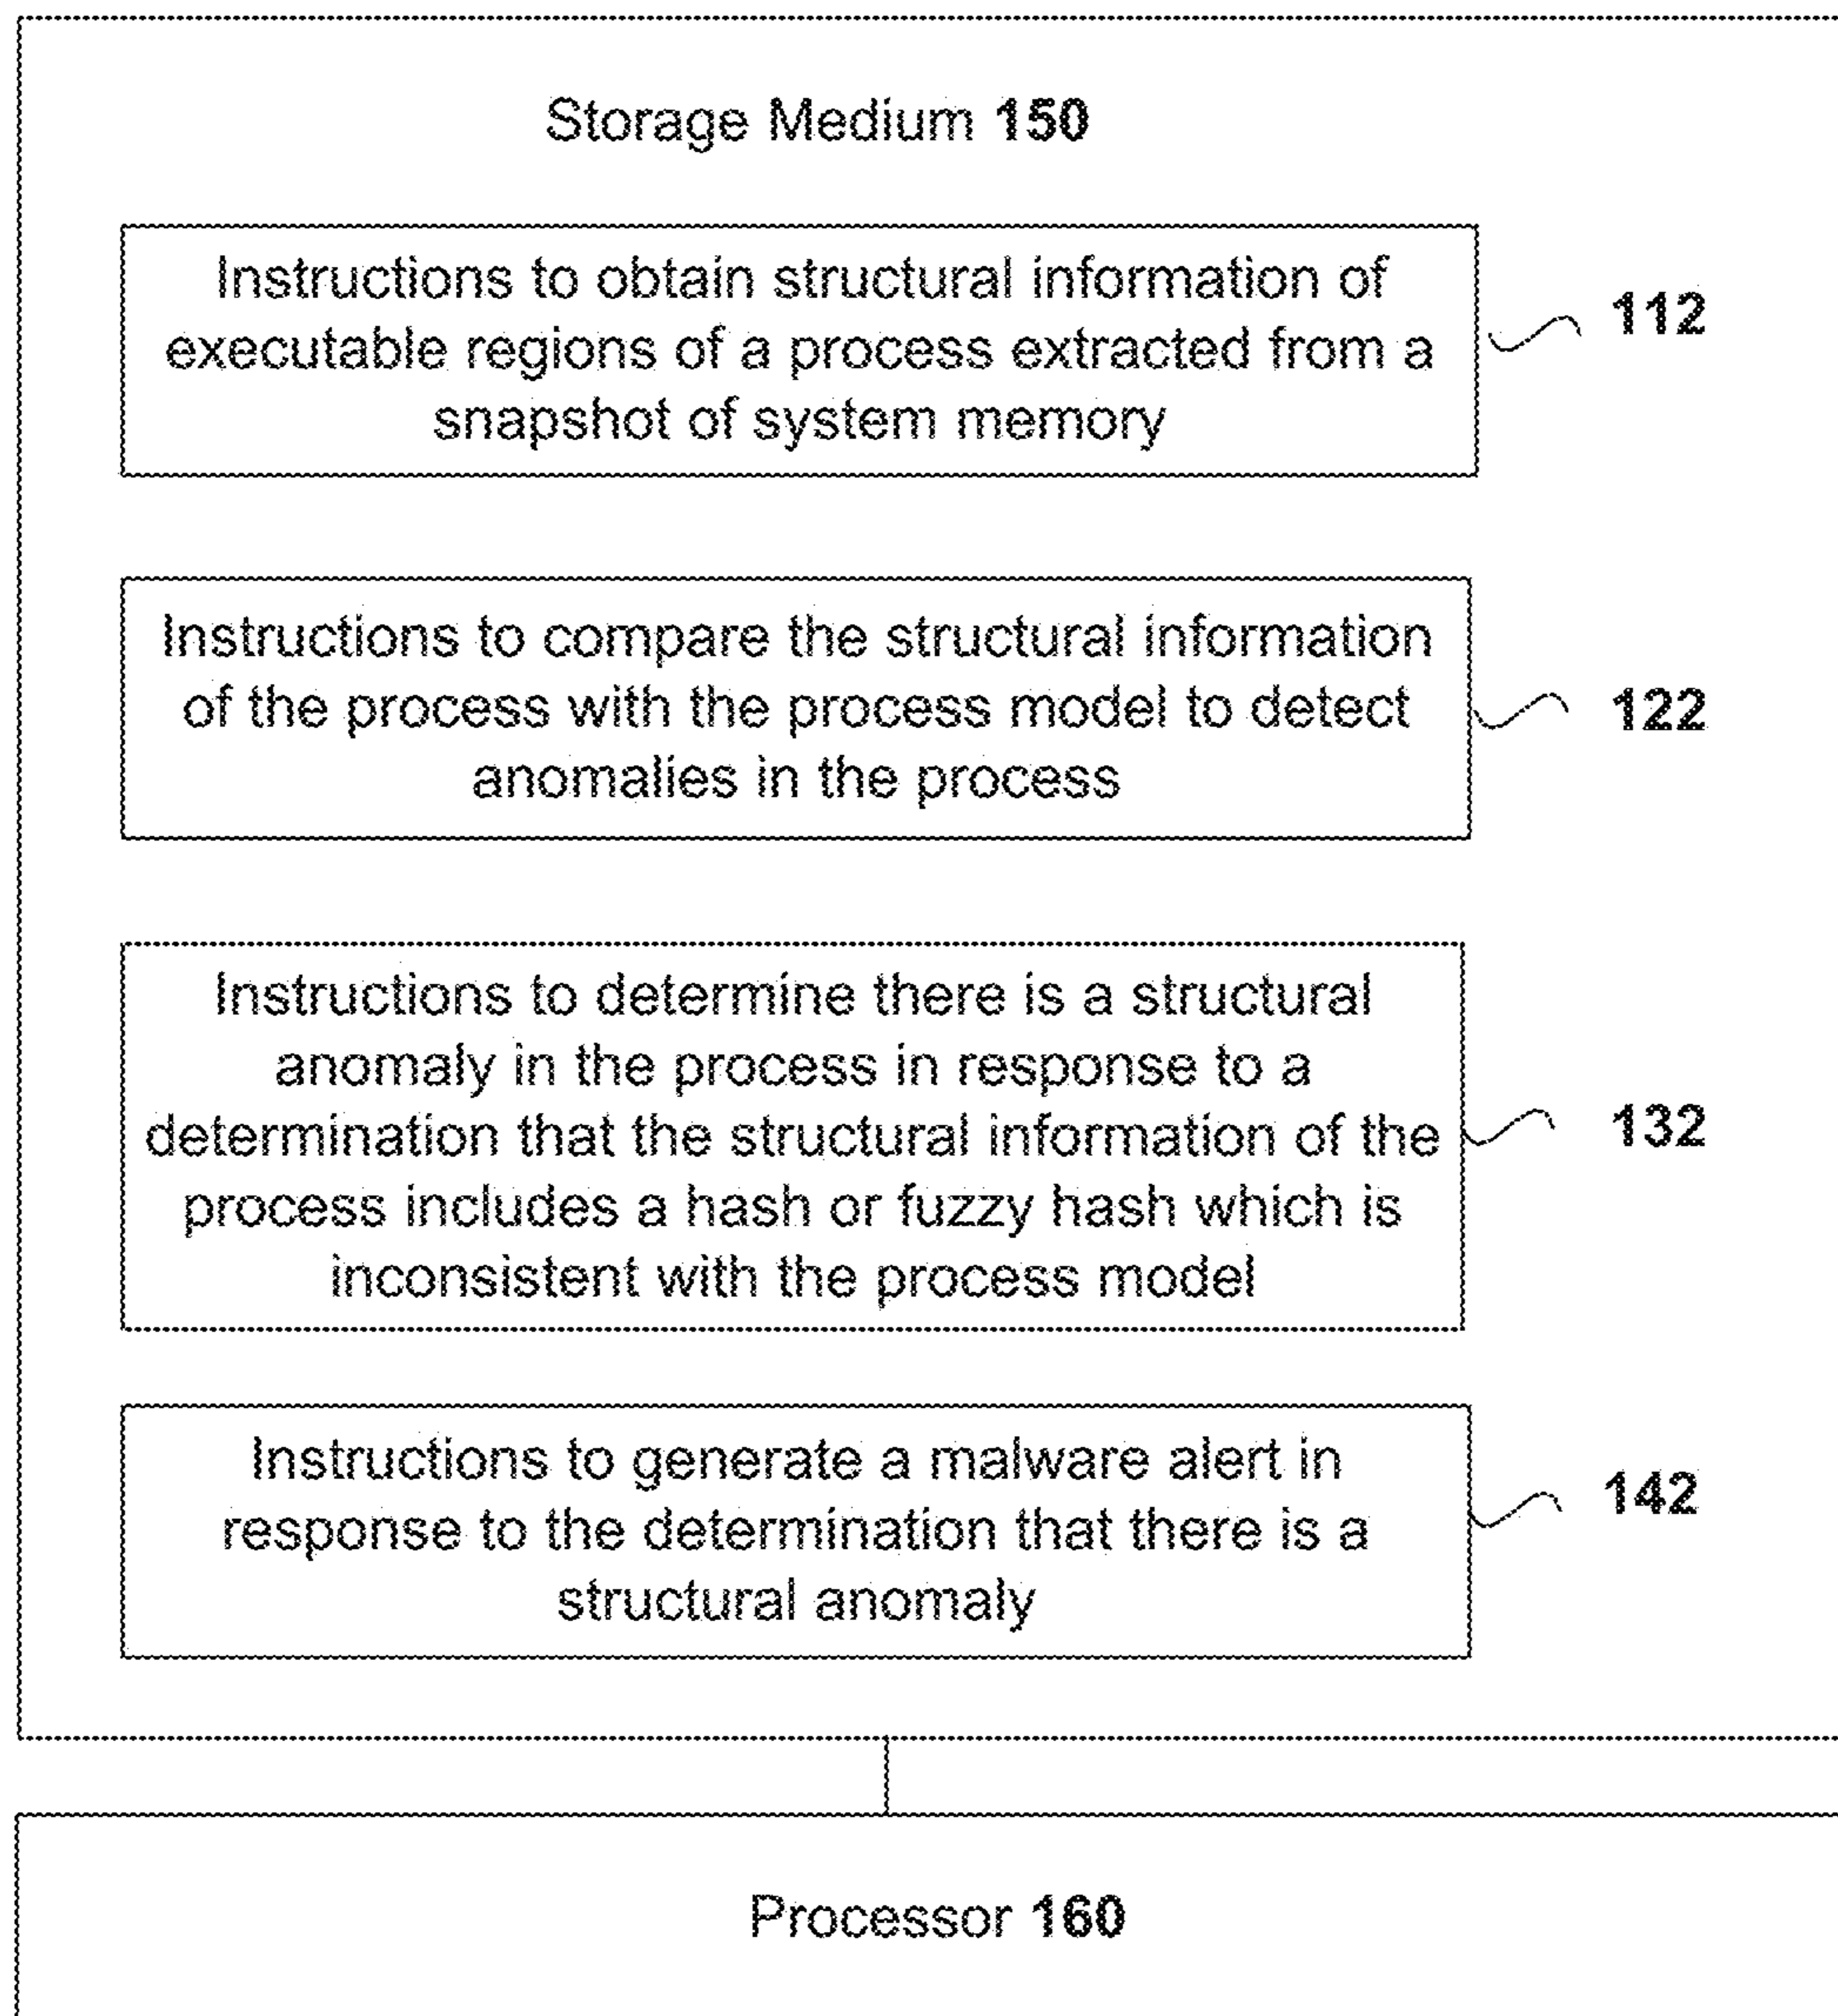 Storage Medium 150
Instructions to obtain structural information of
executable regions of a process extracted from a
snapshot of system memory
112
Instructions to compare the structural information
of the process with the process model to detect
anomalies in the process
122
Instructions to determine there is a structural
anomaly in the process in response to a
determination that the structural information of the
process includes a hash or fuzzy hash which is
inconsistent with the process model
132
Instructions to generate a malware alert in
response to the determination that there is a
structural anomaly
142
Processor 160